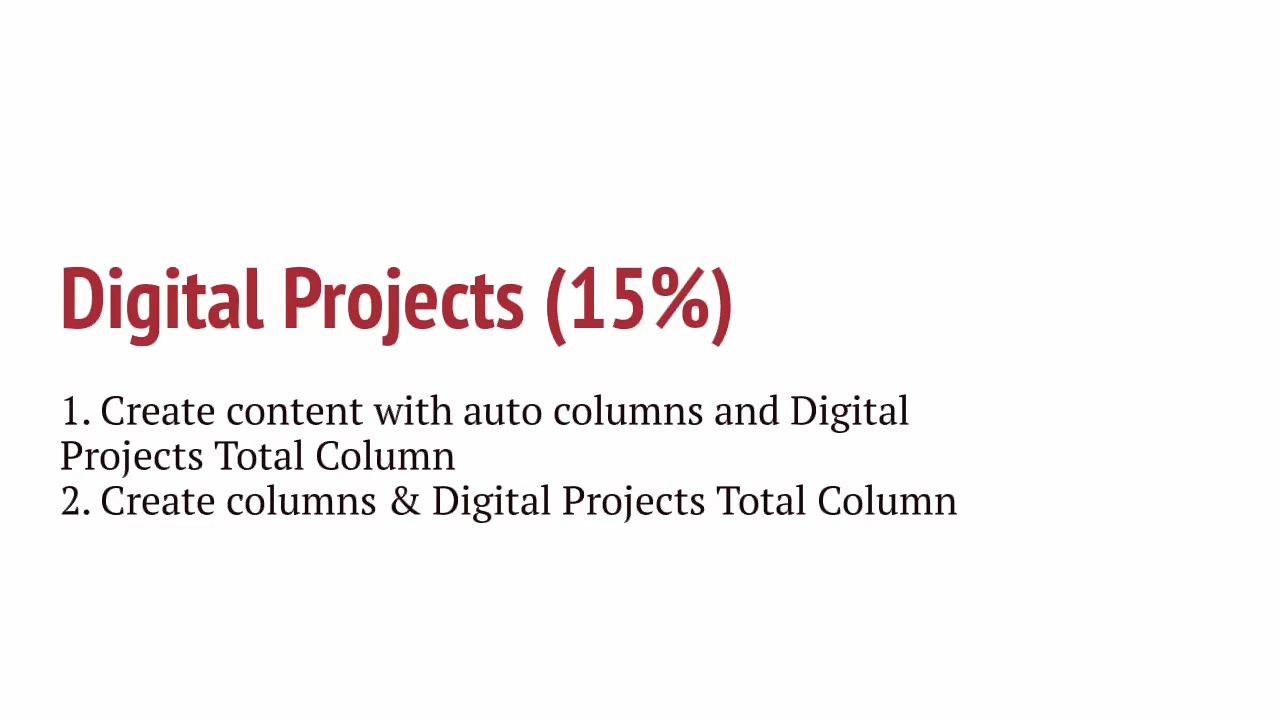 Digital Projects (15%)
1. Create content with auto columns and Digital
Projects Total Column
2. Create columns & Digital Projects Total Column